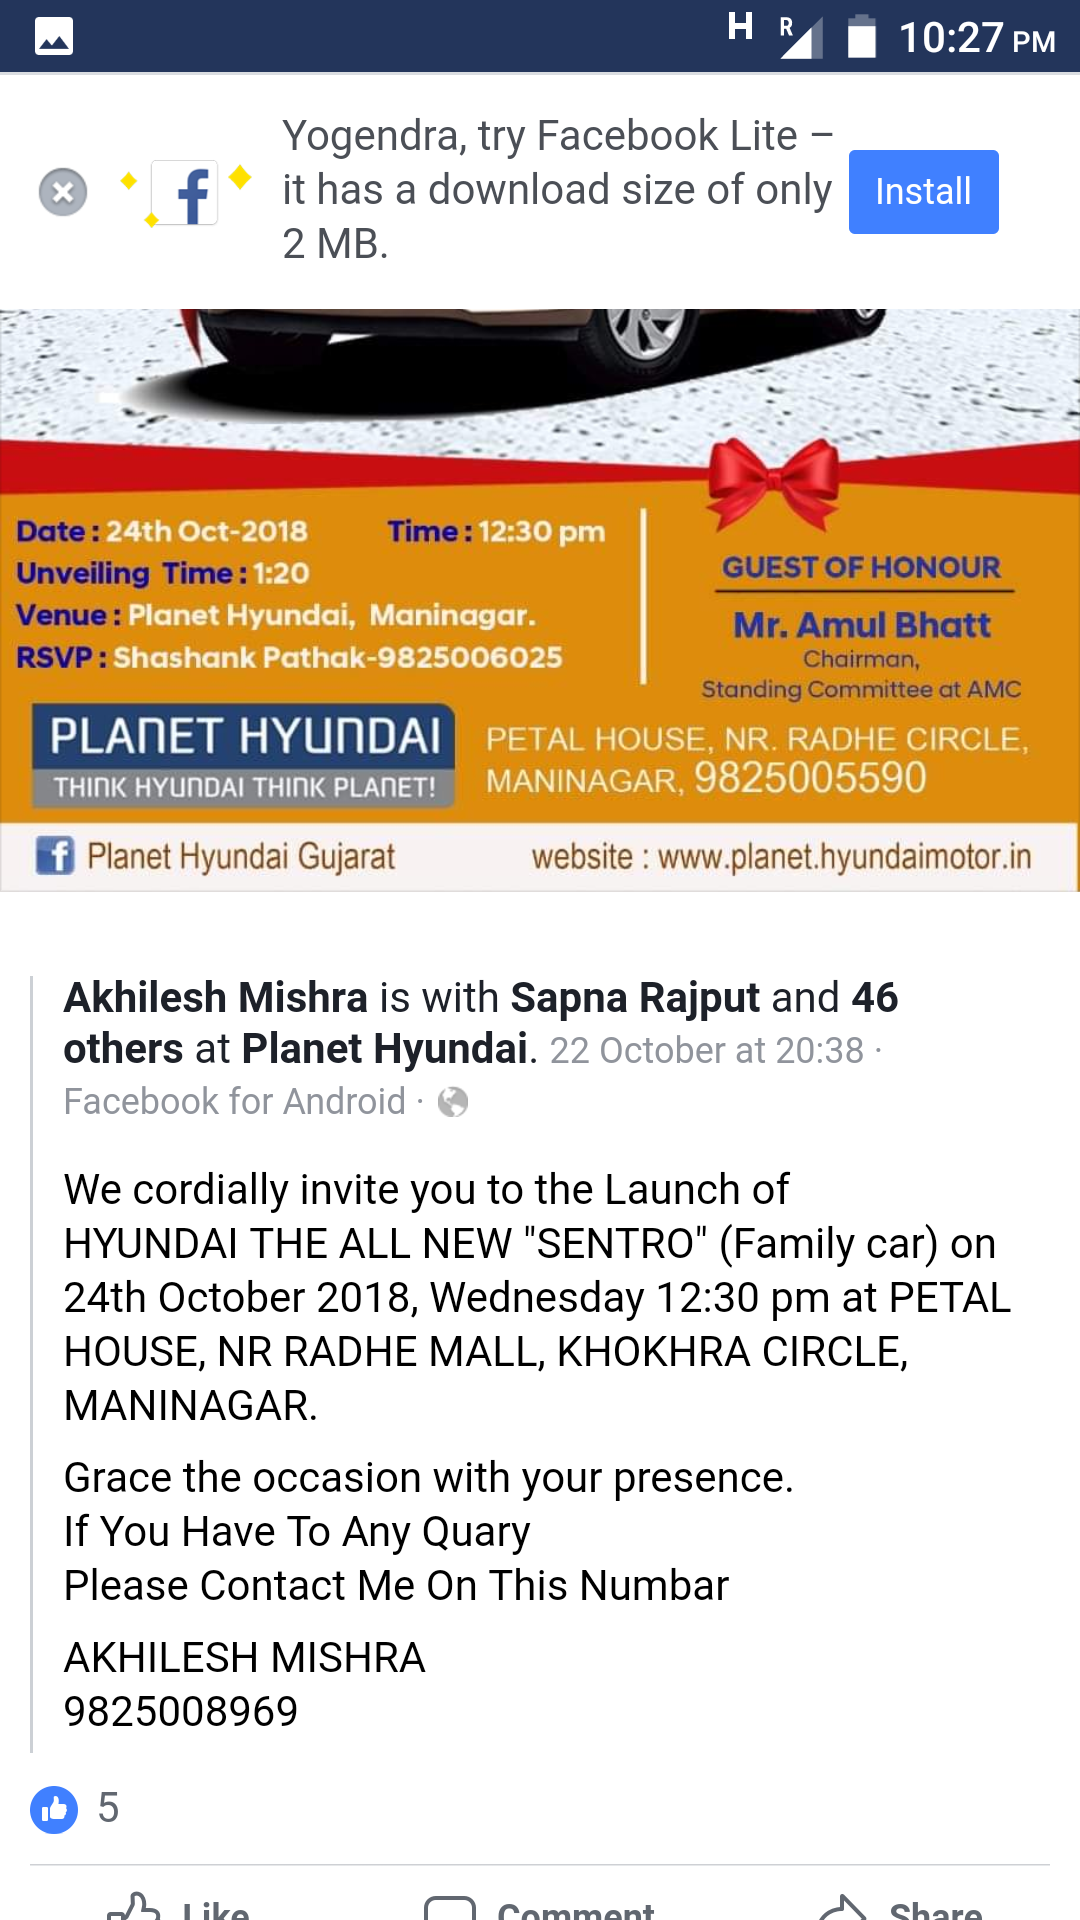 H R 10:27 PM
Yogendra, try Facebook Lite –
it has a download size of only
2 MB.
Install
Date : 24th Oct-2018 Time : 12:30 pm
Unveiling Time : 1:20
Venue : Planet Hyundai, Maninagar.
RSVP : Shashank Pathak-9825006025
GUEST OF HONOUR
Mr. Amul Bhatt
Chairman,
Standing Committee at AMC
PLANET HYUNDAI
THINK HYUNDAI THINK PLANET!
PETAL HOUSE, NR. RADHE CIRCLE,
MANINAGAR, 9825005590
f Planet Hyundai Gujarat website : www.planet.hyundaimotor.in
Akhilesh Mishra is with Sapna Rajput and 46
others at Planet Hyundai. 22 October at 20:38 ·
Facebook for Android ·
We cordially invite you to the Launch of
HYUNDAI THE ALL NEW "SENTRO" (Family car) on
24th October 2018, Wednesday 12:30 pm at PETAL
HOUSE, NR RADHE MALL, KHOKHRA CIRCLE,
MANINAGAR.
Grace the occasion with your presence.
If You Have To Any Quary
Please Contact Me On This Numbar
AKHILESH MISHRA
9825008969
5
Like Comment Share